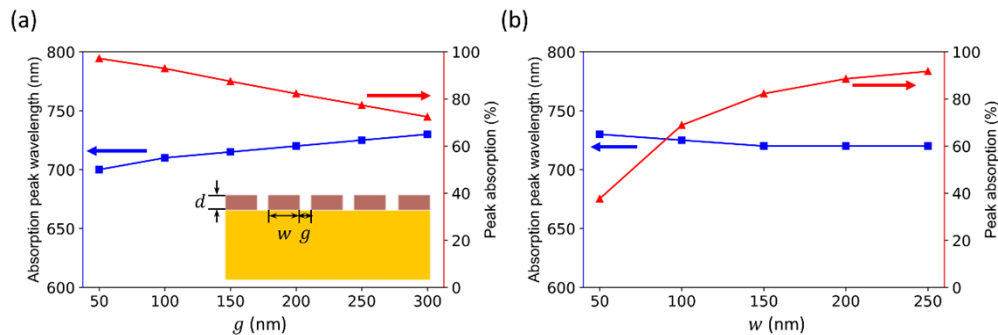 (a)
800
750
700
650
600
Absorption peak wavelength (nm)
100
80
60
40
20
0
Peak absorption (%)
d
w g
50 100 150 200 250 300
g (nm)
(b)
800
750
700
650
600
Absorption peak wavelength (nm)
100
80
60
40
20
0
Peak absorption (%)
50 100 150 200 250
w (nm)